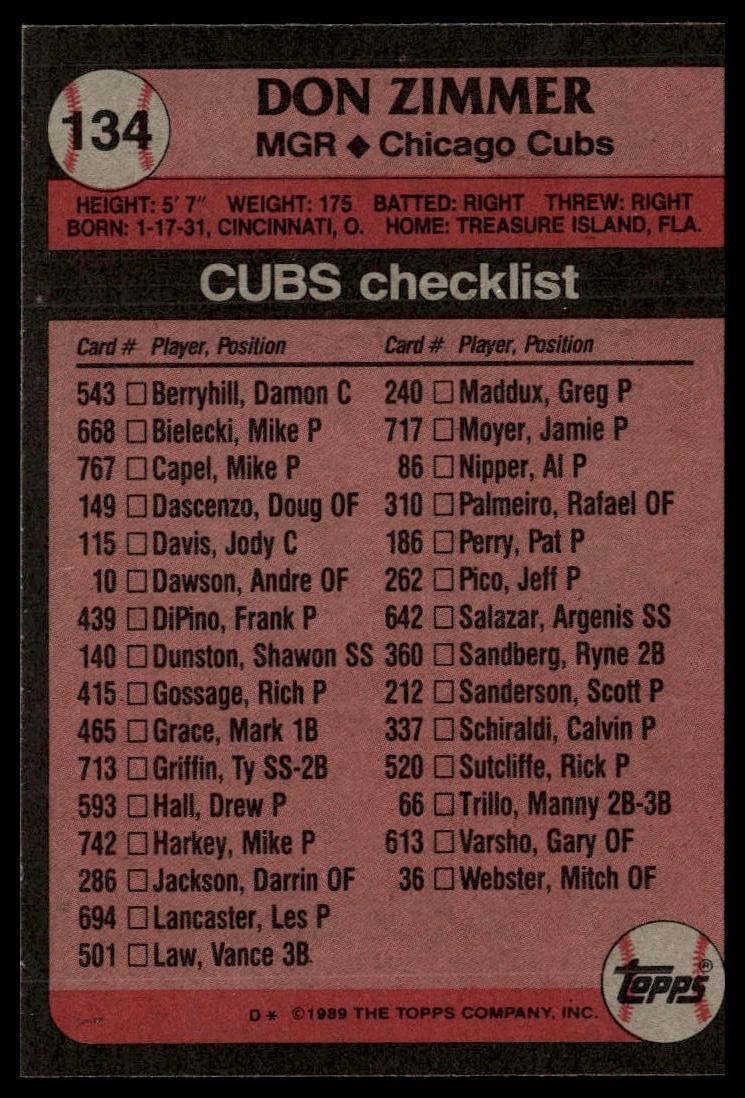 134
DON ZIMMER
MGR ◆ Chicago Cubs
HEIGHT: 5' 7" WEIGHT: 175 BATTED: RIGHT THREW: RIGHT
BORN: 1-17-31, CINCINNATI, O. HOME: TREASURE ISLAND, FLA.
CUBS checklist
Card # Player, Position
543 ☐ Berryhill, Damon C
668 ☐ Bielecki, Mike P
767 ☐ Capel, Mike P
149 ☐ Dascenzo, Doug OF
115 ☐ Davis, Jody C
10 ☐ Dawson, Andre OF
439 ☐ DiPino, Frank P
140 ☐ Dunston, Shawon SS
415 ☐ Gossage, Rich P
465 ☐ Grace, Mark 1B
713 ☐ Griffin, Ty SS-2B
593 ☐ Hall, Drew P
742 ☐ Harkey, Mike P
286 ☐ Jackson, Darrin OF
694 ☐ Lancaster, Les P
501 ☐ Law, Vance 3B
Card # Player, Position
240 ☐ Maddux, Greg P
717 ☐ Moyer, Jamie P
86 ☐ Nipper, Al P
310 ☐ Palmeiro, Rafael OF
186 ☐ Perry, Pat P
262 ☐ Pico, Jeff P
642 ☐ Salazar, Argenis SS
360 ☐ Sandberg, Ryne 2B
212 ☐ Sanderson, Scott P
337 ☐ Schiraldi, Calvin P
520 ☐ Sutcliffe, Rick P
66 ☐ Trillo, Manny 2B-3B
613 ☐ Varsho, Gary OF
36 ☐ Webster, Mitch OF
topps®
D* ©1989 THE TOPPS COMPANY, INC.